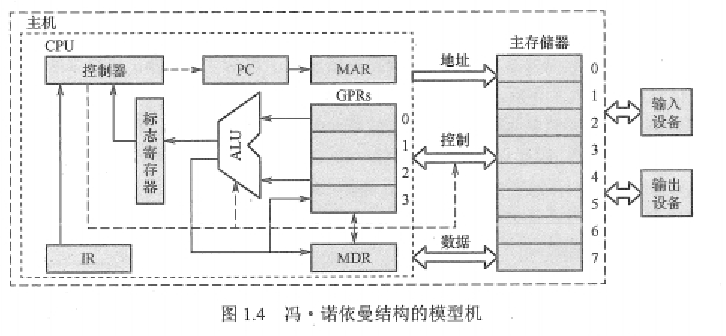 主机
CPU
控制器
PC
MAR
地址
主存储器
GPRs
标志寄存器
ALU
0
1
2
3
控制
0
1
2
3
4
5
6
7
输入设备
输出设备
IR
MDR
数据
图 1.4 冯·诺依曼结构的模型机